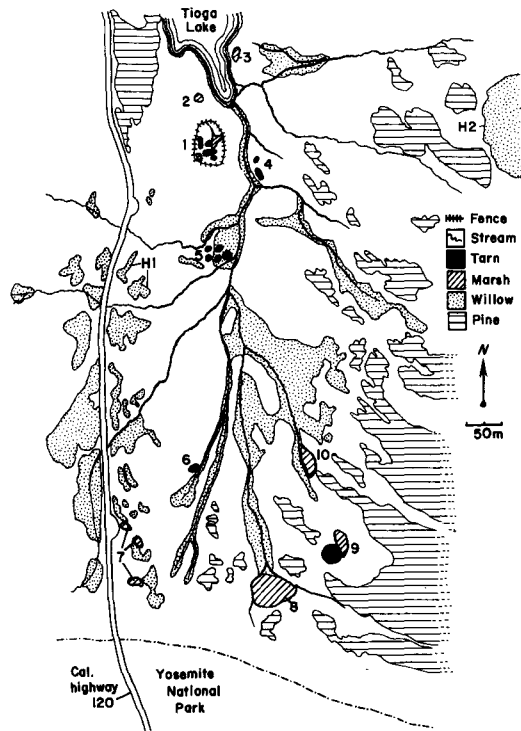 Tioga
Lake
3
2
H2
1
4
Fence
Stream
5
Tarn
H1
Marsh
Willow
Pine
N
50m
10
6
9
7
8
Cal.
highway
120
Yosemite
National
Park